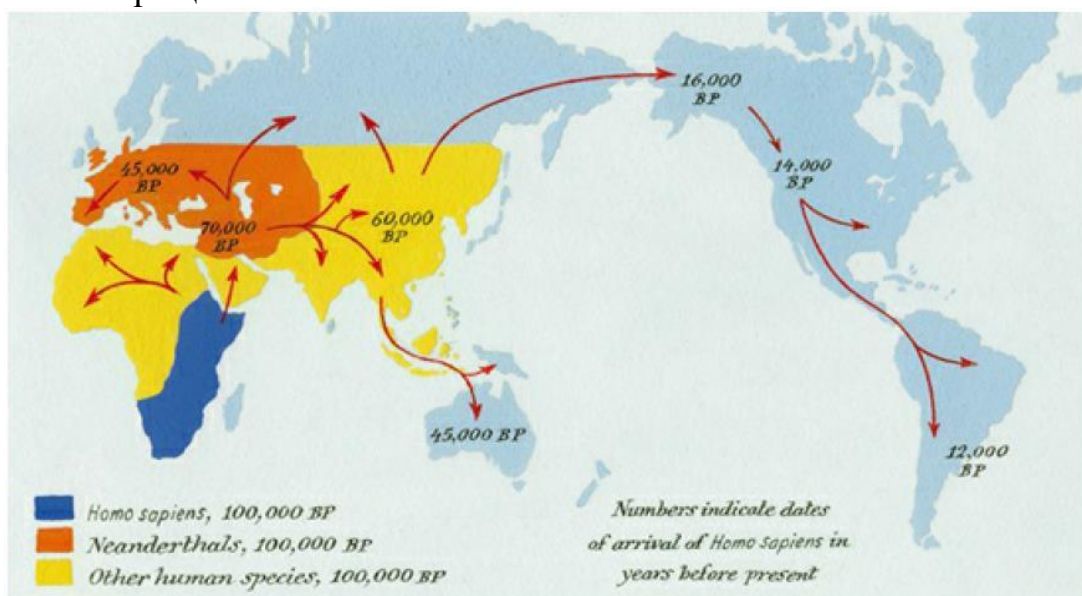 16,000
BP
45,000
BP
14,000
BP
70,000
BP
60,000
BP
45,000 BP
12,000
BP
Homo sapiens, 100,000 BP
Neanderthals, 100,000 BP
Other human species, 100,000 BP
Numbers indicate dates
of arrival of Homo sapiens in
years before present